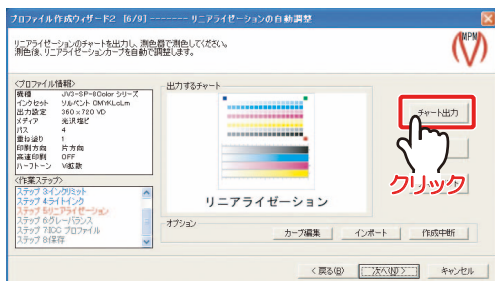 プロファイル作成ウィザード2 [6/9] ------- リニアライゼーションの自動調整
リニアライゼーションのチャートを出力し、測色器で測色してください。
測色後、リニアライゼーションカーブを自動で調整します。
MPM
<プロファイル情報>
機種 JV3-SP-8Color シリーズ
インクセット ソルベント CMYKLcLm
出力設定 360x720 VD
メディア 光沢塩ビ
パス 4
重ね塗り 1
印刷方向 片方向
高速印刷 OFF
ハーフトーン V拡散
<作業ステップ>
ステップ 3インクリミット
ステップ 4ライトインク
ステップ 5リニアライゼーション
ステップ 6グレーバランス
ステップ 7ICC プロファイル
ステップ 8保存
出力するチャート
リニアライゼーション
チャート出力
クリック
オプション
カーブ編集
インポート
作成中断
< 戻る(B)
次へ(N) >
キャンセル